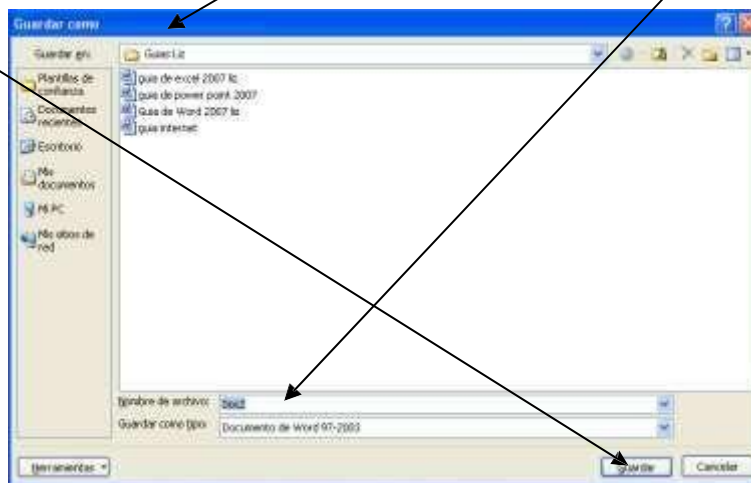 Guardar como
Guardar en:
Guias Liz
Plantillas de
confianza
Documentos
recientes
Escritorio
Mis
documentos
Mi PC
Mis sitios de
red
guia de excel 2007 liz
guia de power point 2007
Guia de Word 2007 liz
guia internet
Nombre de archivo:
Guardar como tipo:
Documento de Word 97-2003
Herramientas
Guardar
Cancelar